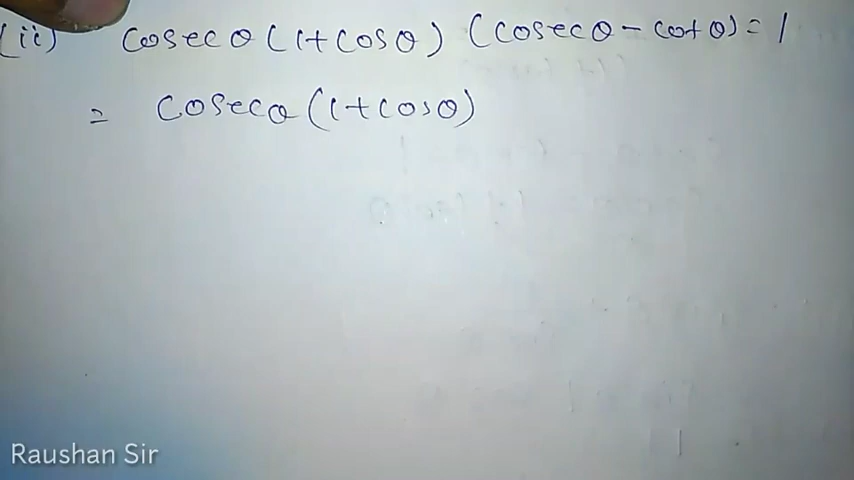 (ii) cosecθ (1+cosθ) (cosecθ - cotθ) = 1
= cosecθ (1+cosθ)
Raushan Sir